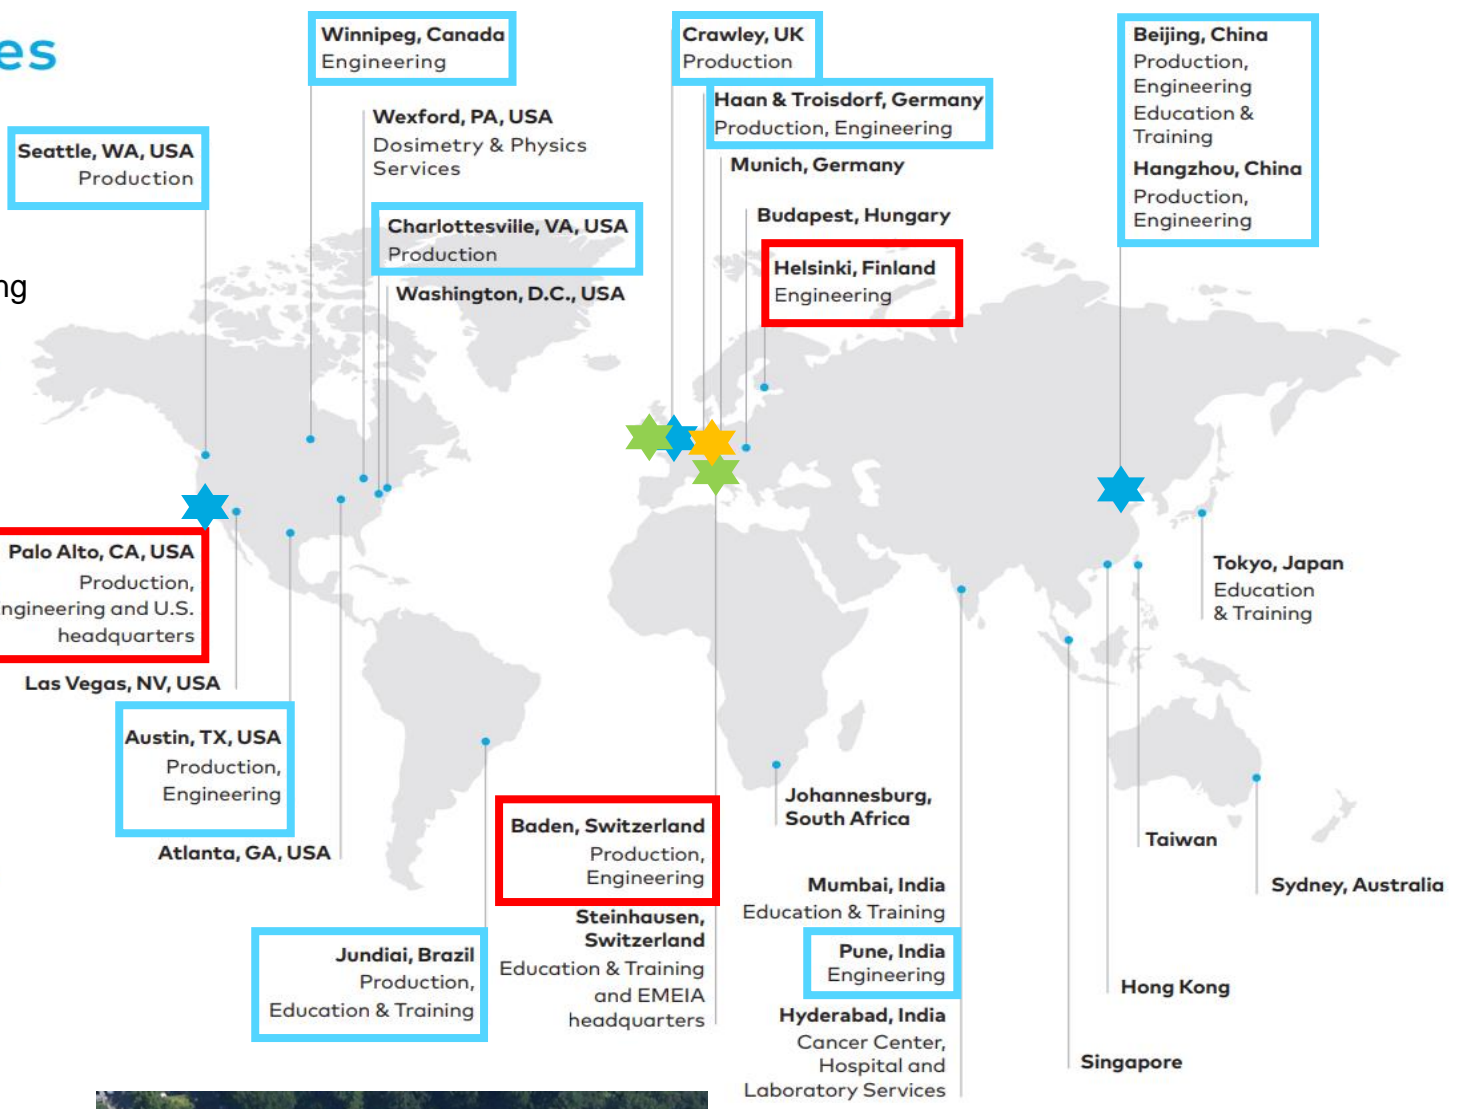 es
Winnipeg, Canada
Engineering
Crawley, UK
Production
Beijing, China
Production,
Engineering
Education &
Training
Hangzhou, China
Production,
Engineering
Wexford, PA, USA
Dosimetry & Physics
Services
Haan & Troisdorf, Germany
Production, Engineering
Seattle, WA, USA
Production
Munich, Germany
Charlottesville, VA, USA
Production
Budapest, Hungary
Helsinki, Finland
Engineering
ng
Washington, D.C., USA
Palo Alto, CA, USA
Production,
ngineering and U.S.
headquarters
Las Vegas, NV, USA
Tokyo, Japan
Education
& Training
Austin, TX, USA
Production,
Engineering
Atlanta, GA, USA
Baden, Switzerland
Production,
Engineering
Johannesburg,
South Africa
Taiwan
Sydney, Australia
Steinhausen,
Switzerland
Education & Training
and EMEIA
headquarters
Mumbai, India
Education & Training
Pune, India
Engineering
Hyderabad, India
Cancer Center,
Hospital and
Laboratory Services
Jundiai, Brazil
Production,
Education & Training
Hong Kong
Singapore